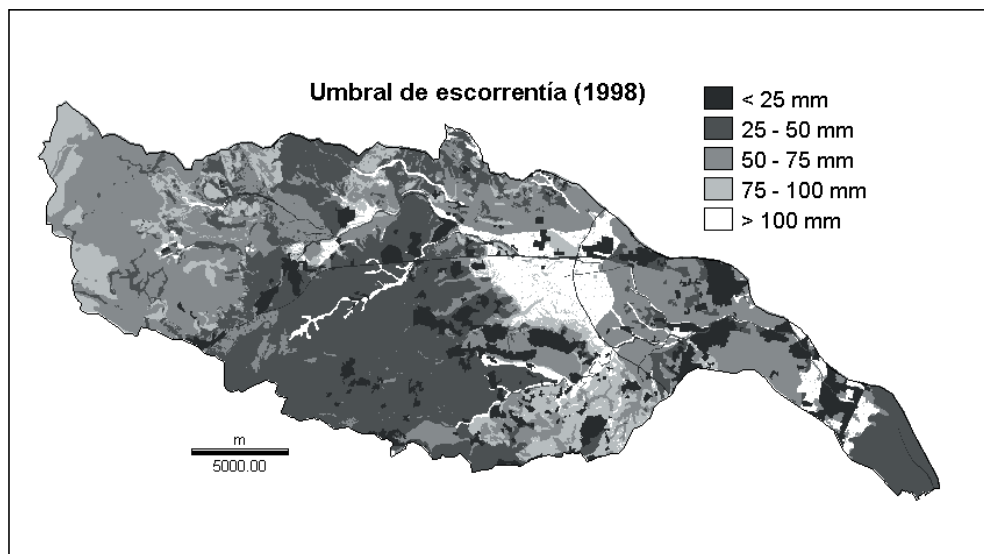 Umbral de escorrentía (1998)
< 25 mm
25 - 50 mm
50 - 75 mm
75 - 100 mm
> 100 mm
m
5000.00